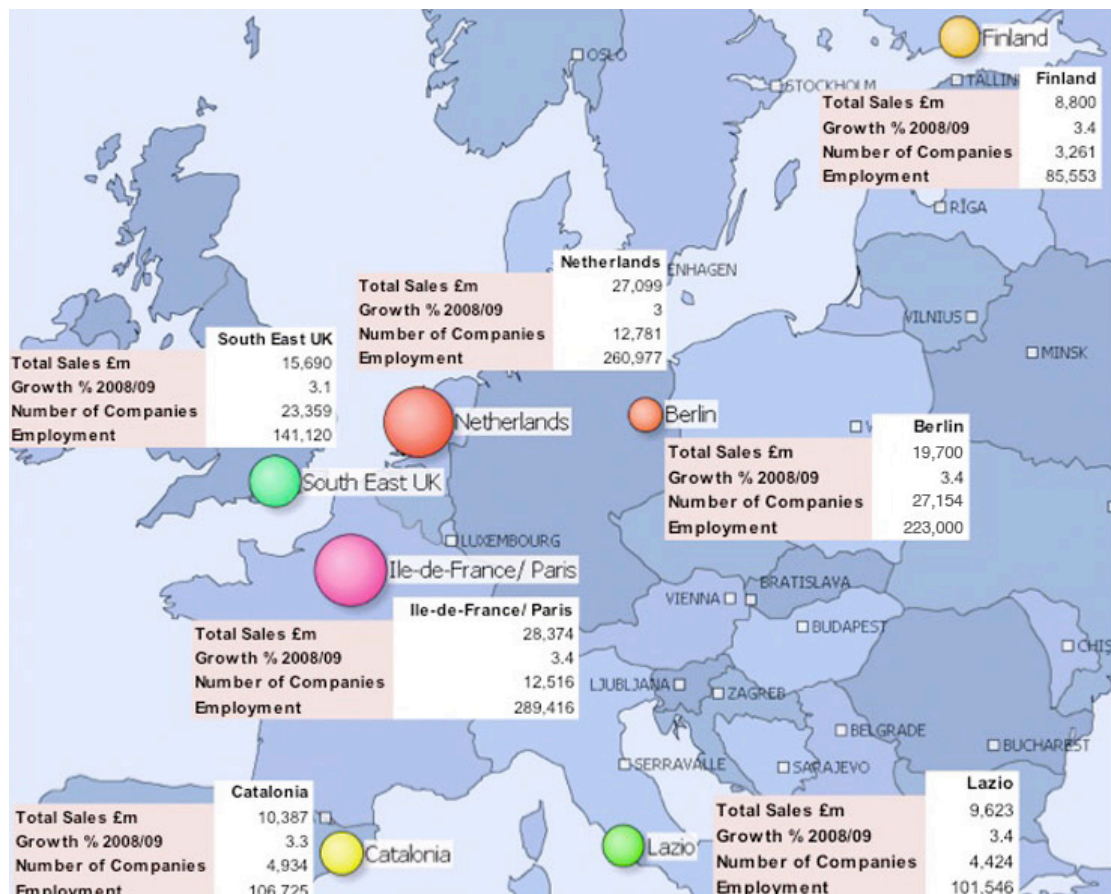 Finland
OSLO
STOCKHOLM
TALLIN
Finland
Total Sales £m 8,800
Growth % 2008/09 3.4
Number of Companies 3,261
Employment 85,553
RĪGA
Netherlands
ENHAGEN
Total Sales £m 27,099
Growth % 2008/09 3
Number of Companies 12,781
Employment 260,977
VILNIUS
MINSK
South East UK
Total Sales £m 15,690
Growth % 2008/09 3.1
Number of Companies 23,359
Employment 141,120
Netherlands
Berlin
Berlin
Total Sales £m 19,700
Growth % 2008/09 3.4
Number of Companies 27,154
Employment 223,000
South East UK
LUXEMBOURG
Ile-de-France/ Paris
BRATISLAVA
VIENNA
Ile-de-France/ Paris
Total Sales £m 28,374
Growth % 2008/09 3.4
Number of Companies 12,516
Employment 289,416
BUDAPEST
CHIŞ
LJUBLJANA
ZAGREB
BELGRADE
BUCHAREST
SERRAVALLE
SARAJEVO
Catalonia
Total Sales £m 10,387
Growth % 2008/09 3.3
Number of Companies 4,934
Employment 106,725
Catalonia
Lazio
Lazio
Total Sales £m 9,623
Growth % 2008/09 3.4
Number of Companies 4,424
Employment 101,546